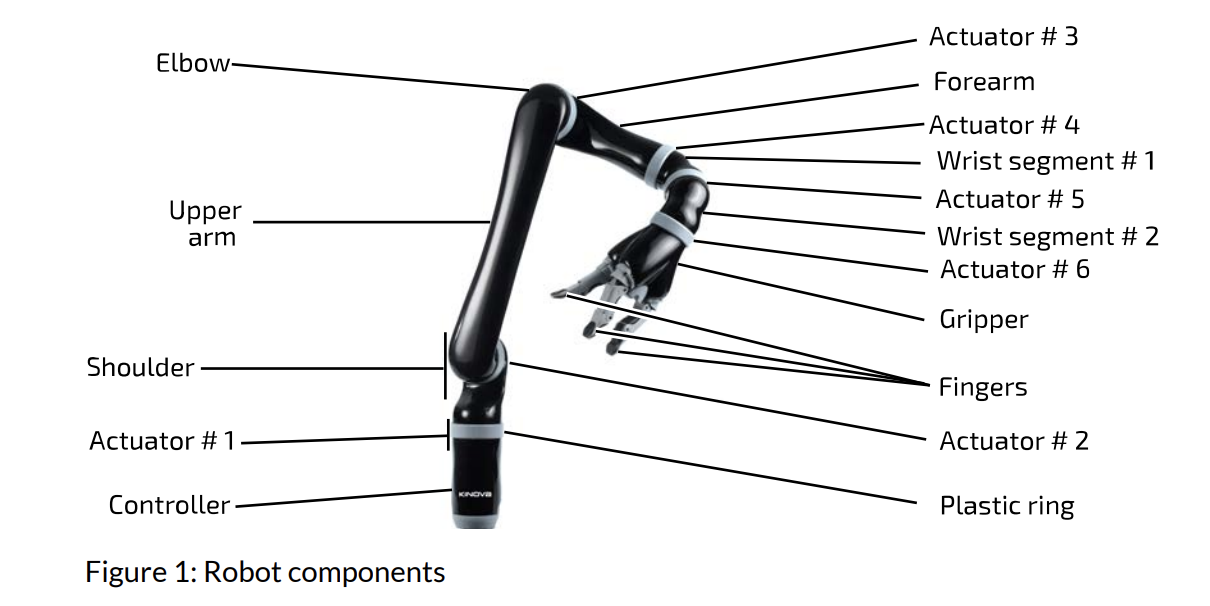 Elbow
Upper
arm
Shoulder
Actuator # 1
Controller
KINOVA
Actuator # 3
Forearm
Actuator # 4
Wrist segment # 1
Actuator # 5
Wrist segment # 2
Actuator # 6
Gripper
Fingers
Actuator # 2
Plastic ring
Figure 1: Robot components